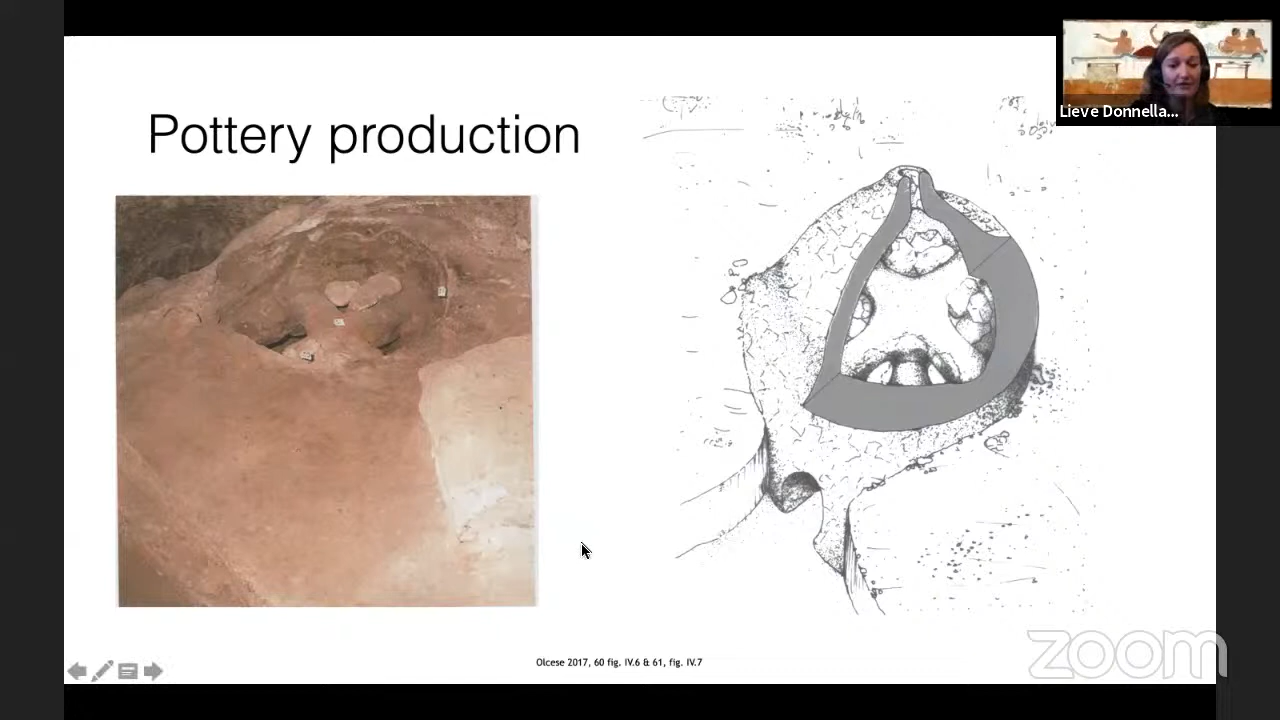 Pottery production
Lieve Donnella...
Olcese 2017, 60 fig. IV.6 & 61, fig. IV.7
zoom